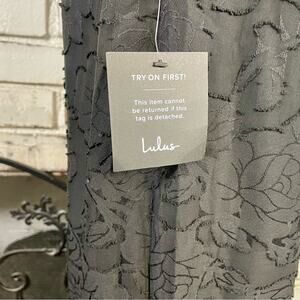 TRY ON FIRST!
This item cannot
be returned if this
tag is detached.
Lulus